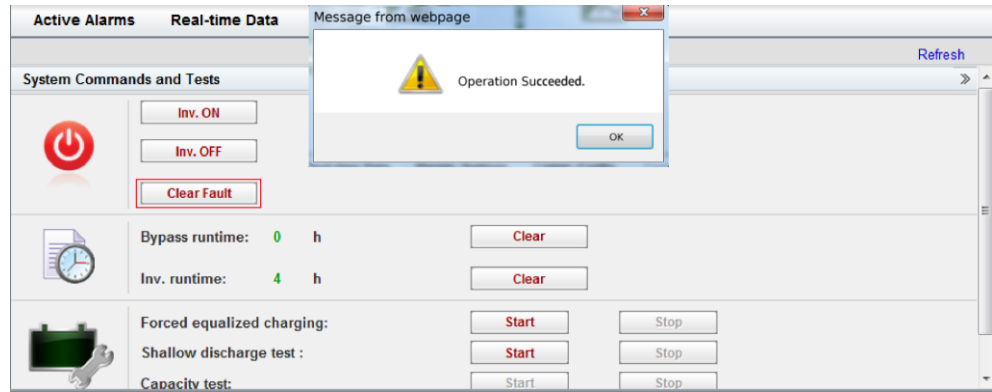 Active Alarms Real-time Data
Message from webpage
Operation Succeeded.
OK
Refresh
System Commands and Tests
Inv. ON
Inv. OFF
Clear Fault
Bypass runtime: 0 h Clear
Inv. runtime: 4 h Clear
Forced equalized charging: Start Stop
Shallow discharge test : Start Stop
Capacity test: Start Stop